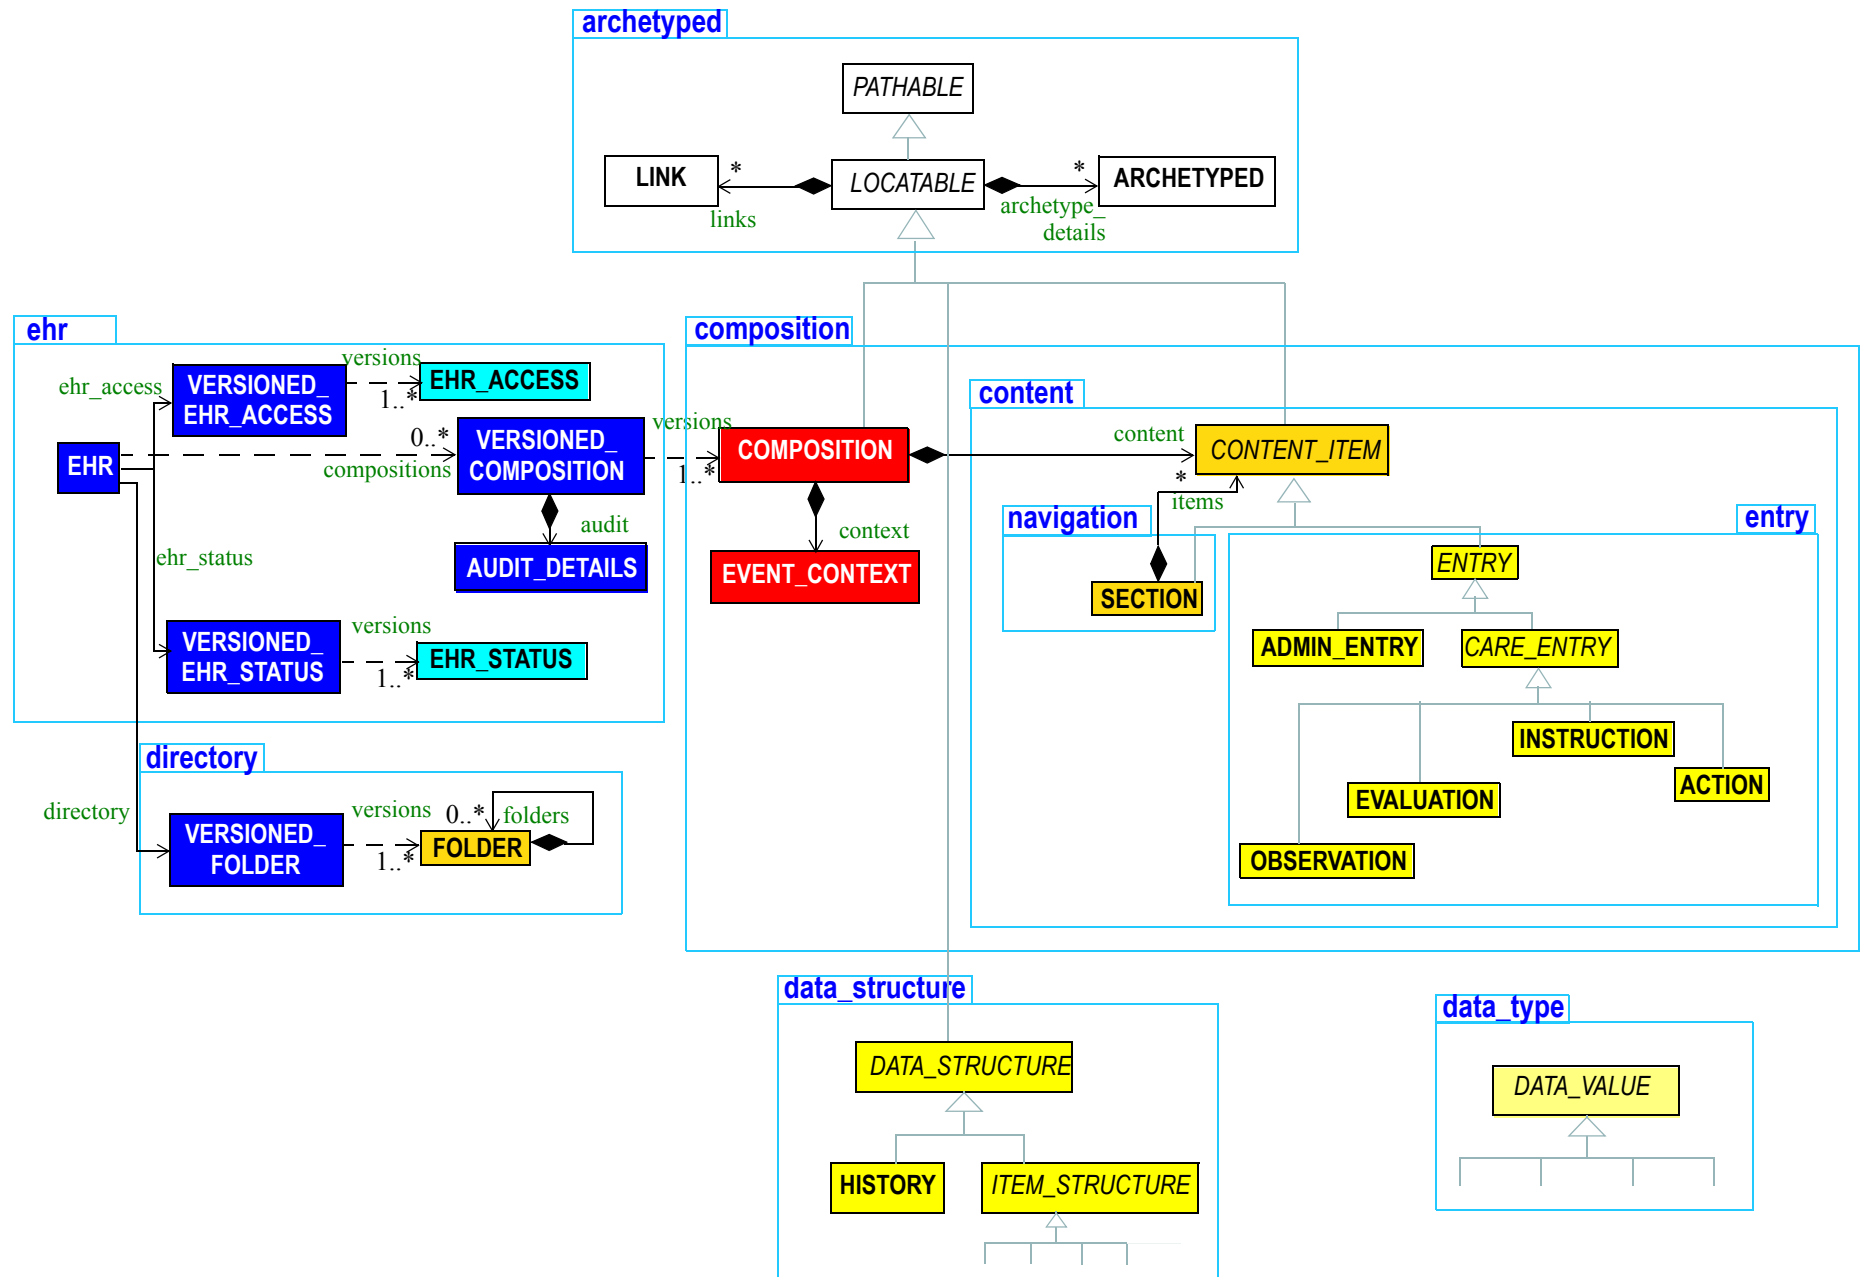 archetyped
PATHABLE
LINK
*
LOCATABLE
*
ARCHETYPED
links
archetype_
details
ehr
versions
ehr_access
VERSIONED_
EHR_ACCESS
1..*
EHR_ACCESS
EHR
0..*
compositions
VERSIONED_
COMPOSITION
versions
1..*
audit
AUDIT_DETAILS
ehr_status
VERSIONED_
EHR_STATUS
versions
1..*
EHR_STATUS
directory
directory
VERSIONED_
FOLDER
versions
1..*
0..*
folders
FOLDER
composition
COMPOSITION
context
EVENT_CONTEXT
content
content
*
CONTENT_ITEM
items
navigation
SECTION
entry
ENTRY
ADMIN_ENTRY
CARE_ENTRY
INSTRUCTION
ACTION
EVALUATION
OBSERVATION
data_structure
DATA_STRUCTURE
HISTORY
ITEM_STRUCTURE
data_type
DATA_VALUE